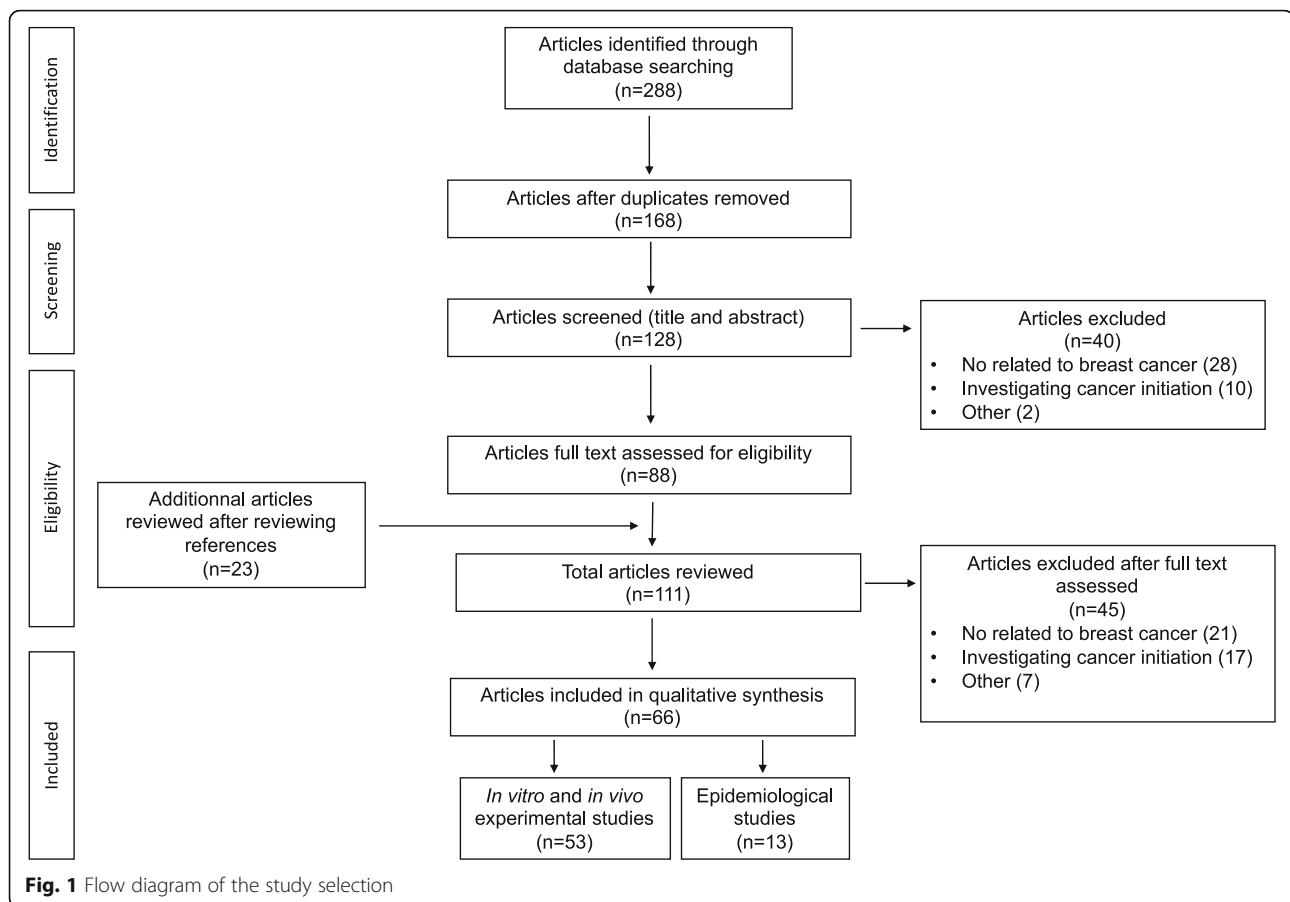 Identification
Articles identified through
database searching
(n=288)
Articles after duplicates removed
(n=168)
Screening
Articles screened (title and abstract)
(n=128)
Articles excluded
(n=40)
• No related to breast cancer (28)
• Investigating cancer initiation (10)
• Other (2)
Eligibility
Articles full text assessed for eligibility
(n=88)
Additionnal articles
reviewed after reviewing
references
(n=23)
Total articles reviewed
(n=111)
Articles excluded after full text
assessed
(n=45)
• No related to breast cancer (21)
• Investigating cancer initiation (17)
• Other (7)
Included
Articles included in qualitative synthesis
(n=66)
In vitro and in vivo
experimental studies
(n=53)
Epidemiological
studies
(n=13)
Fig. 1 Flow diagram of the study selection